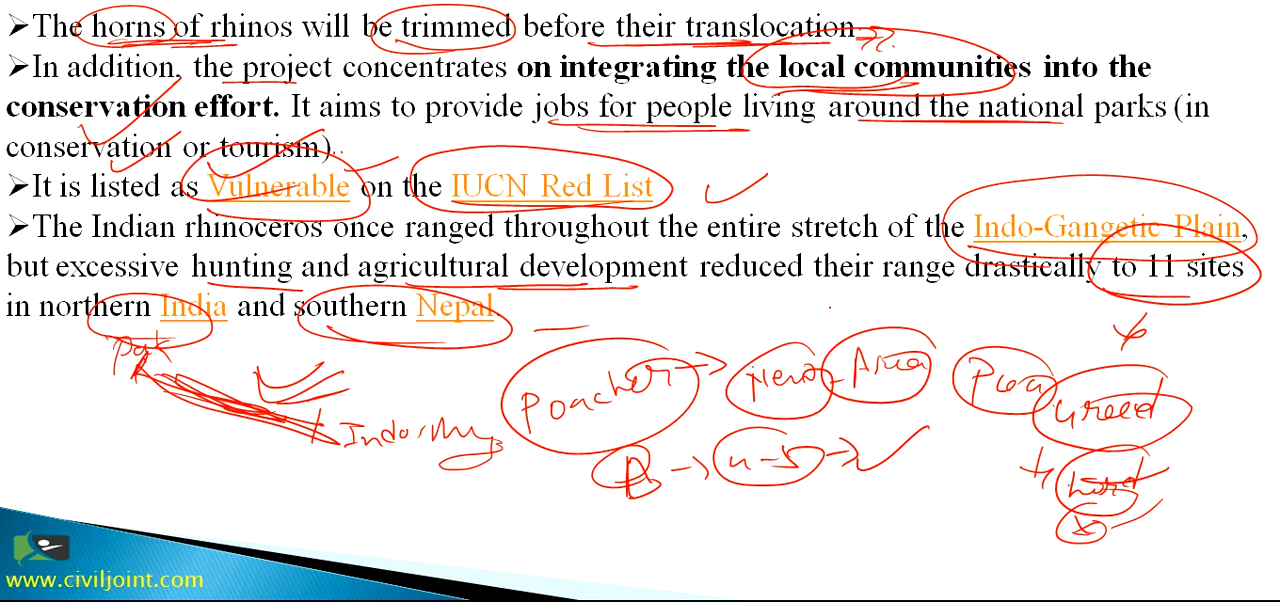 ➤The horns of rhinos will be trimmed before their translocation.
➤In addition, the project concentrates on integrating the local communities into the
conservation effort. It aims to provide jobs for people living around the national parks (in
conservation or tourism).
➤It is listed as Vulnerable on the IUCN Red List
➤The Indian rhinoceros once ranged throughout the entire stretch of the Indo-Gangetic Plain,
but excessive hunting and agricultural development reduced their range drastically to 11 sites
in northern India and southern Nepal.
Poacher New Area
Greed
4-5
www.civiljoint.com